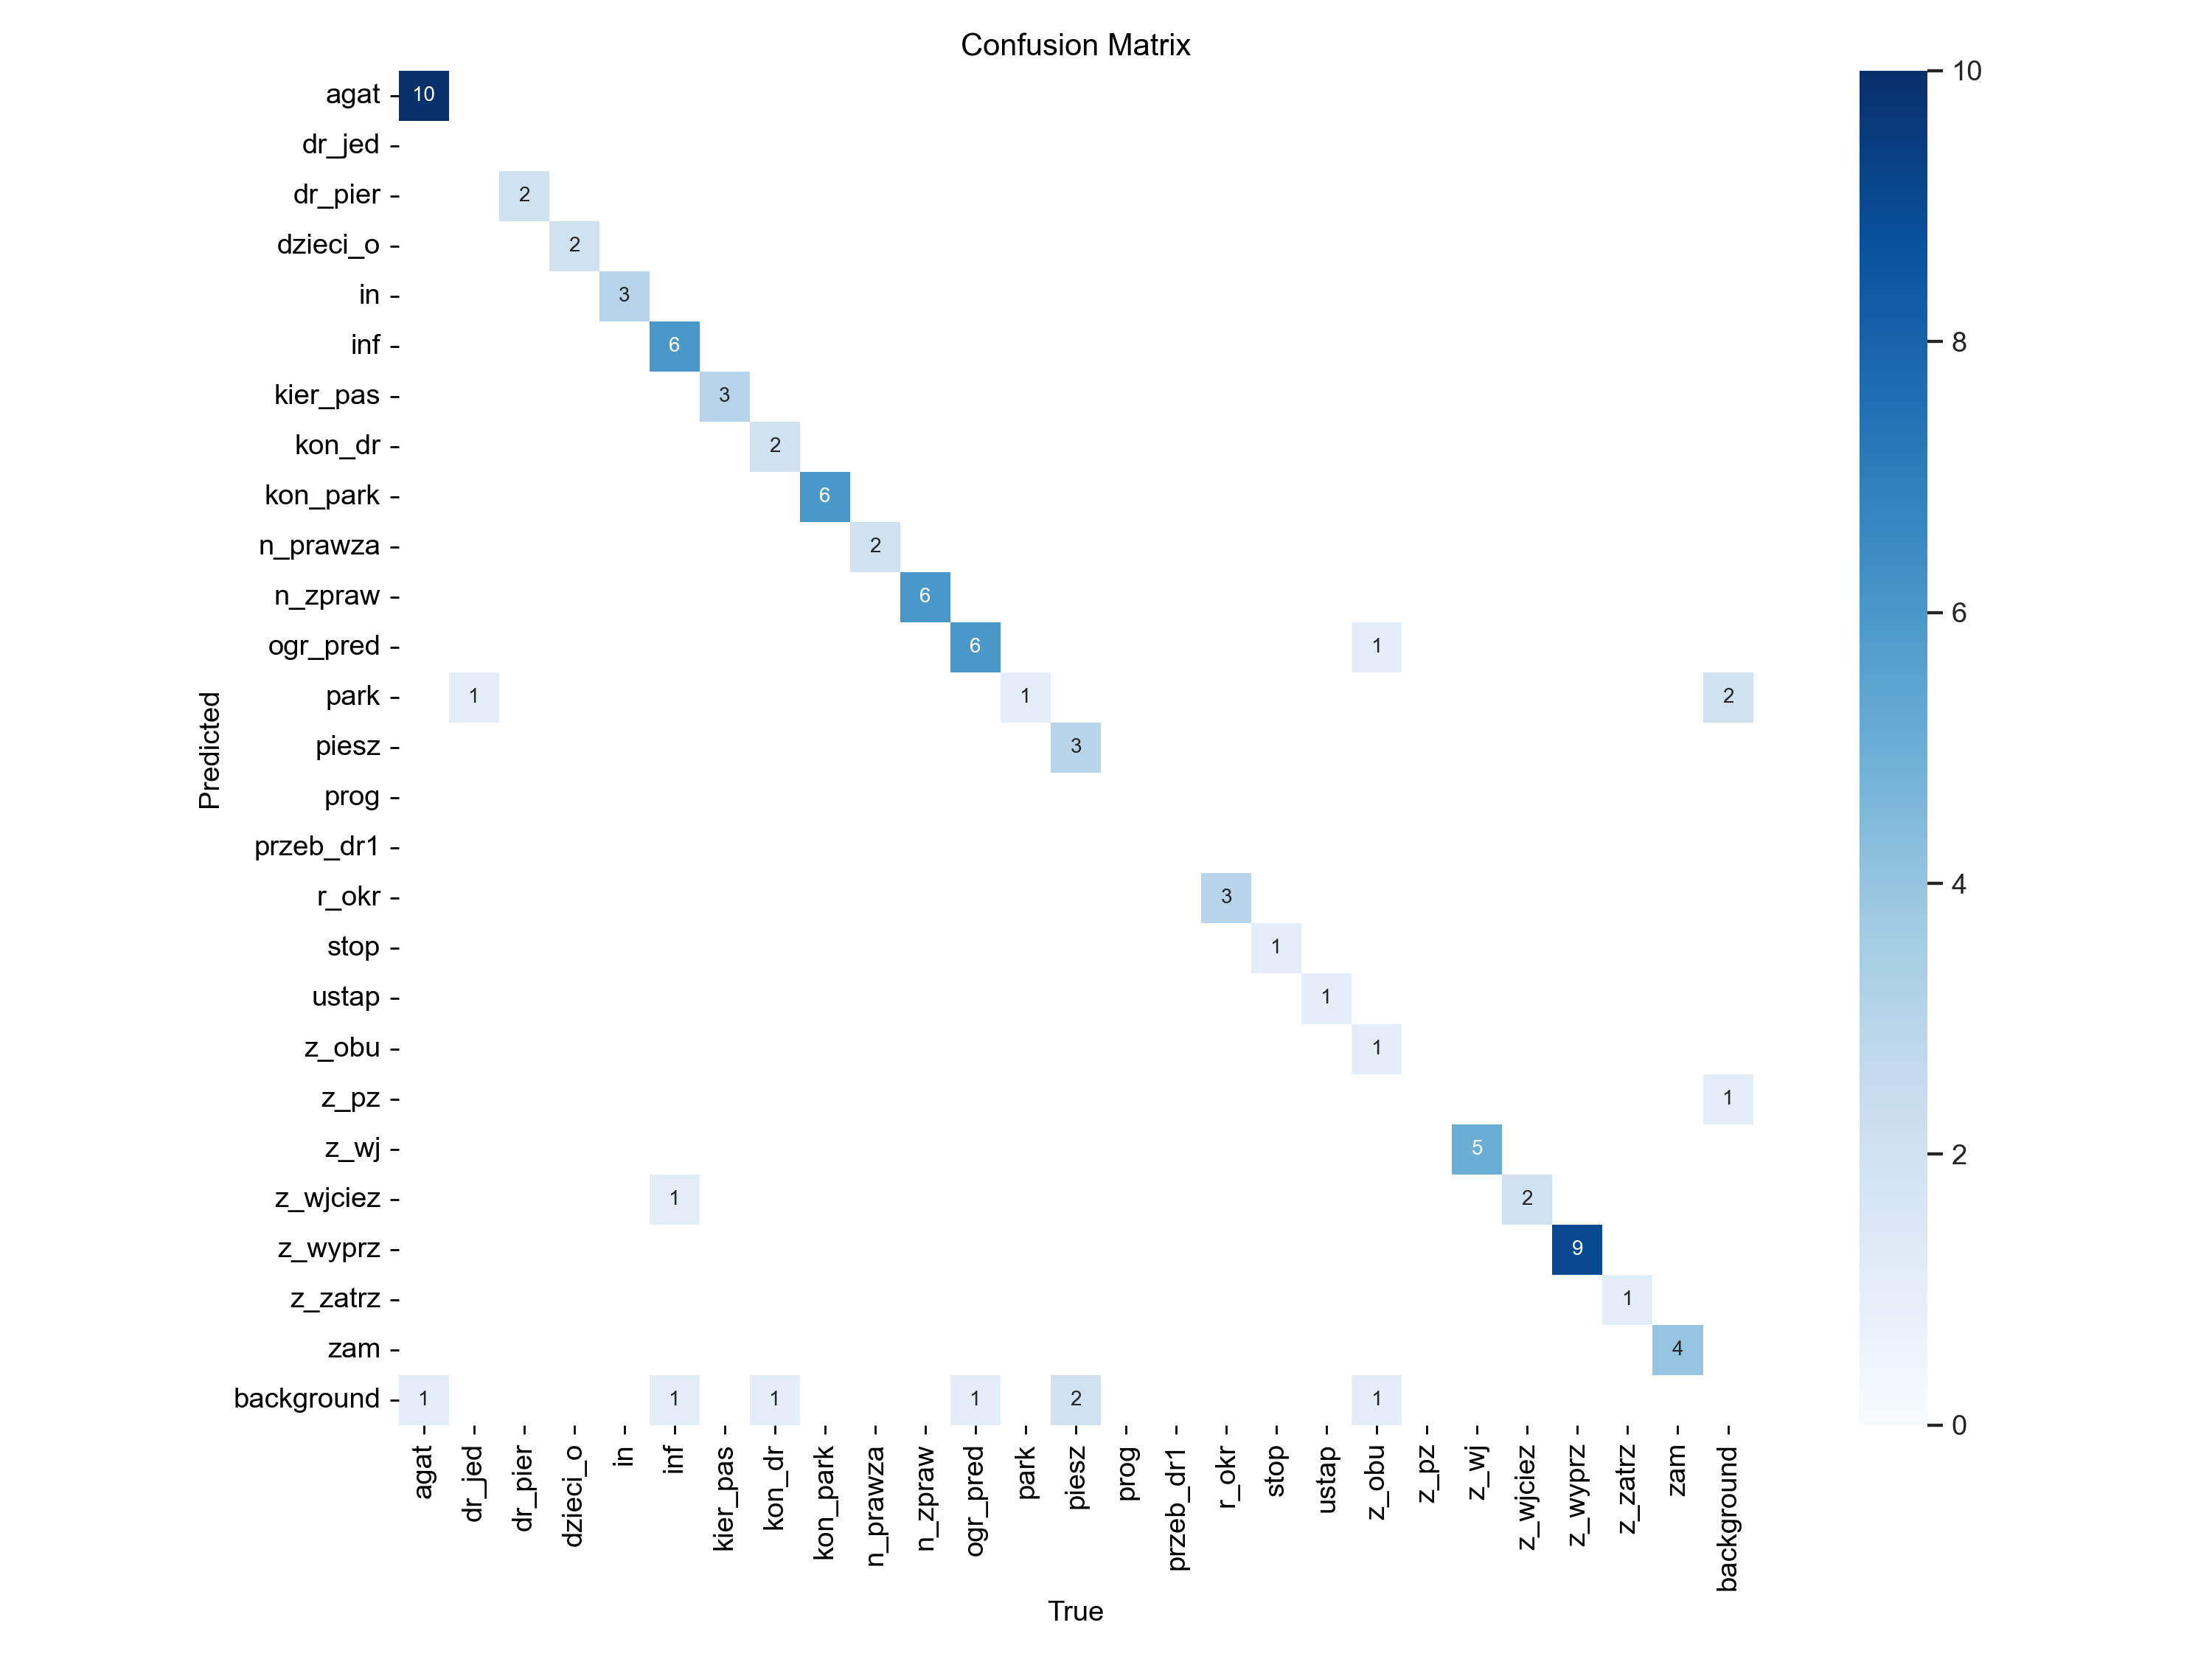 Confusion Matrix
agat 10
dr_jed
dr_pier 2
dzieci_o 2
in 3
inf 6
kier_pas 3
kon_dr 2
kon_park 6
n_prawza 2
n_zpraw 6
ogr_pred 6 1
park 1 1 2
piesz 3
prog
przeb_dr1
r_okr 3
stop 1
ustap 1
z_obu 1
z_pz 1
z_wj 5
z_wjciez 1 2
z_wyprz 9
z_zatrz 1
zam 4
background 1 1 1 1 2 1
Predicted
agat
dr_jed
dr_pier
dzieci_o
in
inf
kier_pas
kon_dr
kon_park
n_prawza
n_zpraw
ogr_pred
park
piesz
prog
przeb_dr1
r_okr
stop
ustap
z_obu
z_pz
z_wj
z_wjciez
z_wyprz
z_zatrz
zam
background
True
10
8
6
4
2
0